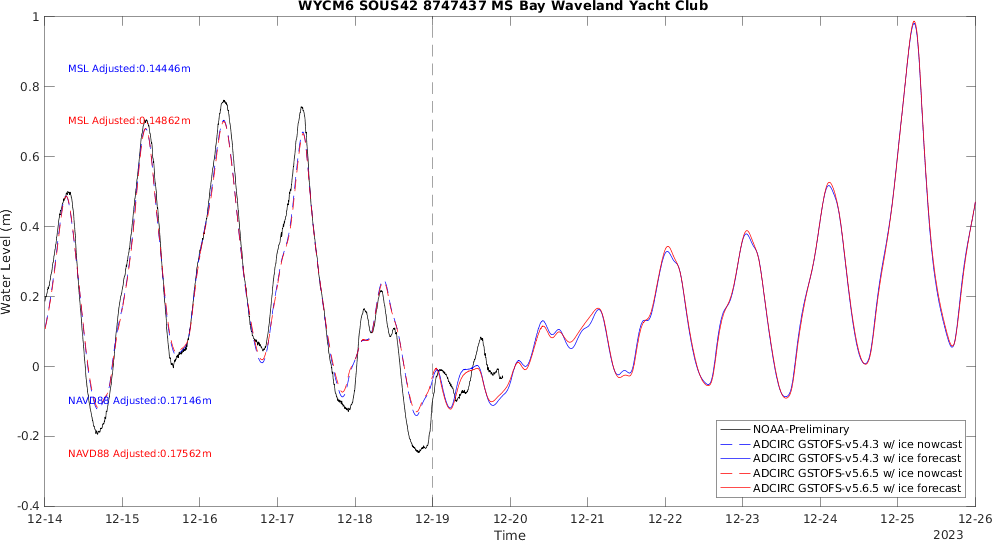 WYCM6 SOUS42 8747437 MS Bay Waveland Yacht Club
1
0.8
0.6
0.4
0.2
0
-0.2
-0.4
Water Level (m)
MSL Adjusted:0.14446m
MSL Adjusted:0.14862m
NAVD88 Adjusted:0.17146m
NAVD88 Adjusted:0.17562m
NOAA-Preliminary
ADCIRC GSTOFS-v5.4.3 w/ ice nowcast
ADCIRC GSTOFS-v5.4.3 w/ ice forecast
ADCIRC GSTOFS-v5.6.5 w/ ice nowcast
ADCIRC GSTOFS-v5.6.5 w/ ice forecast
12-14 12-15 12-16 12-17 12-18 12-19 12-20 12-21 12-22 12-23 12-24 12-25 12-26
Time
2023